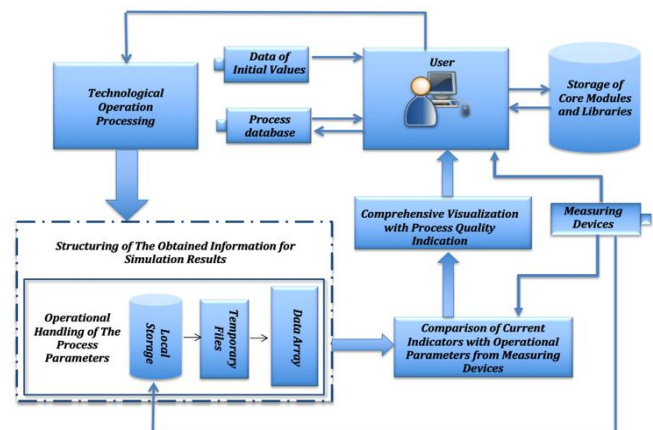 Data of
Initial Values
User
Technological
Operation
Processing
Process
database
Storage of
Core Modules
and Libraries
Comprehensive Visualization
with Process Quality
Indication
Measuring
Devices
Structuring of The Obtained Information for
Simulation Results
Operational
Handling of The
Process
Parameters
Local
Storage
Temporary
Files
Data Array
Comparison of Current
Indicators with Operational
Parameters from Measuring
Devices